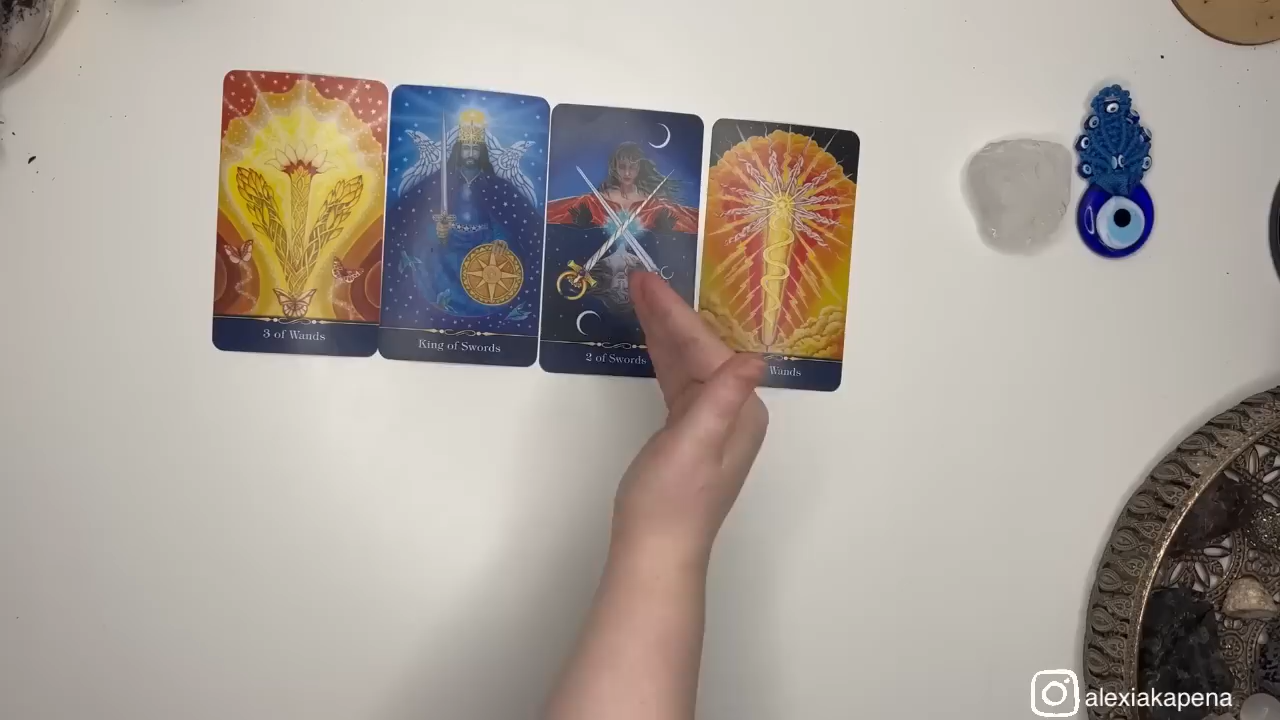 3 of Wands
King of Swords
2 of Swords
Wands
alexiakapena